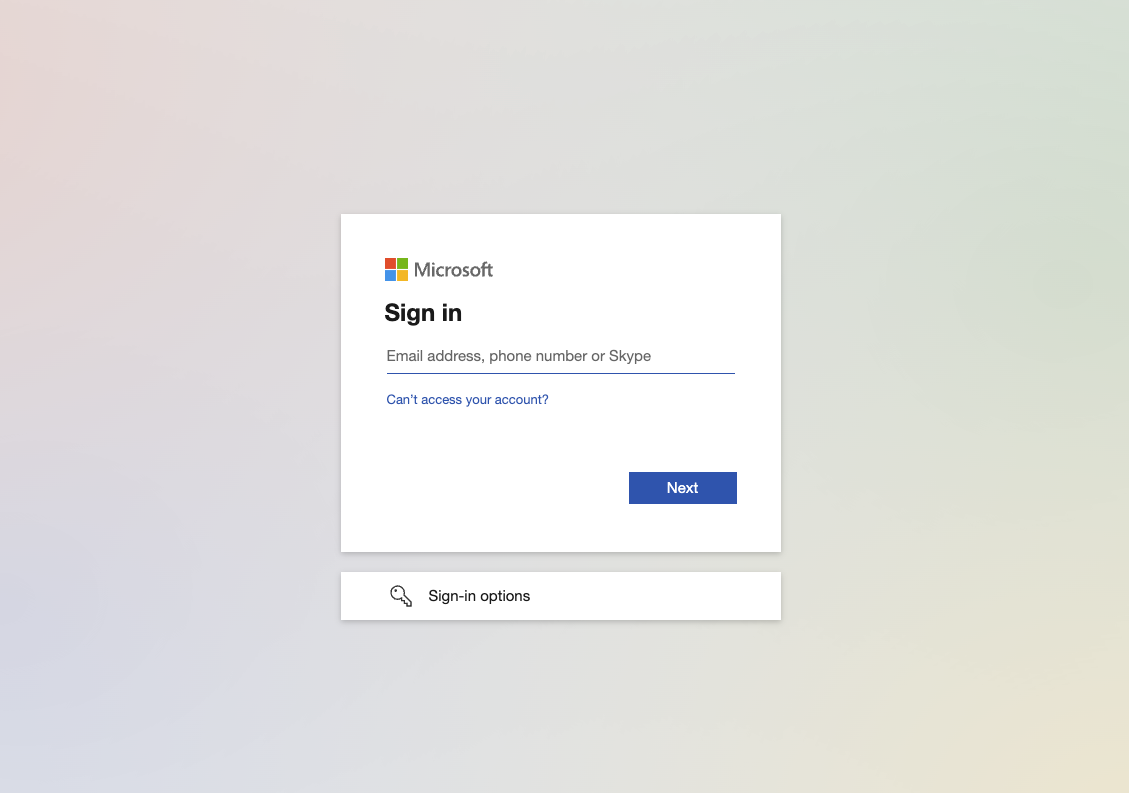 Microsoft
Sign in
Email address, phone number or Skype
Can't access your account?
Next
Sign-in options